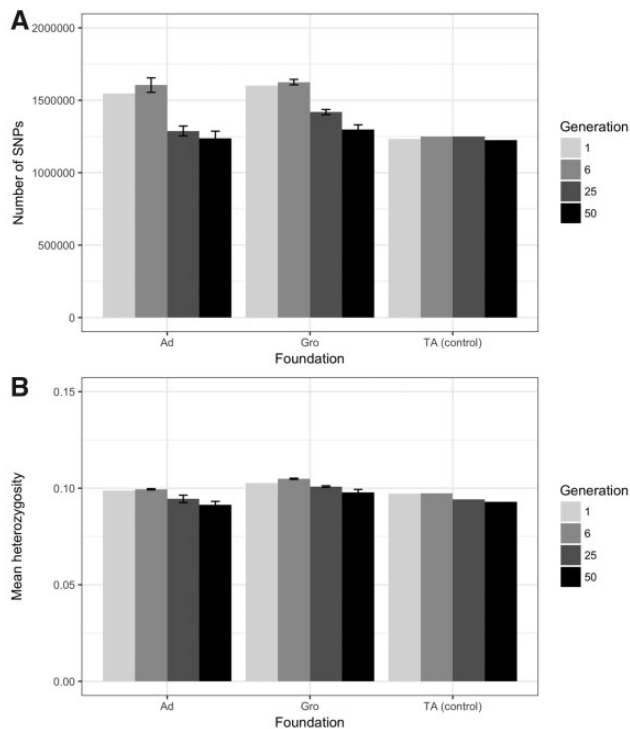 A
2000000
1500000
1000000
500000
0
Number of SNPs
Ad
Gro
TA (control)
Foundation
Generation
1
6
25
50
B
0.15
0.10
0.05
0.00
Mean heterozygosity
Ad
Gro
TA (control)
Foundation
Generation
1
6
25
50